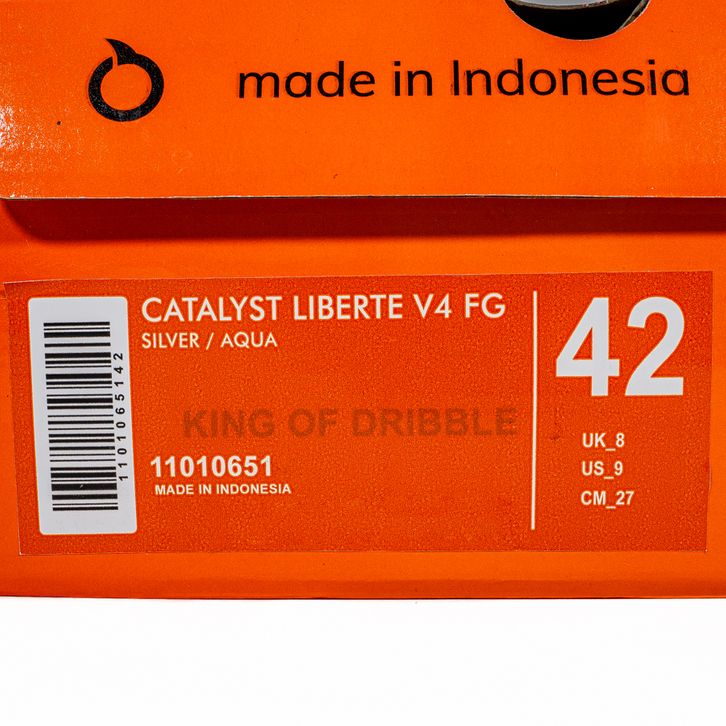 made in Indonesia
CATALYST LIBERTE V4 FG
SILVER / AQUA
42
KING OF DRIBBLE
UK_8
US_9
CM_27
11010651
MADE IN INDONESIA
1101065142